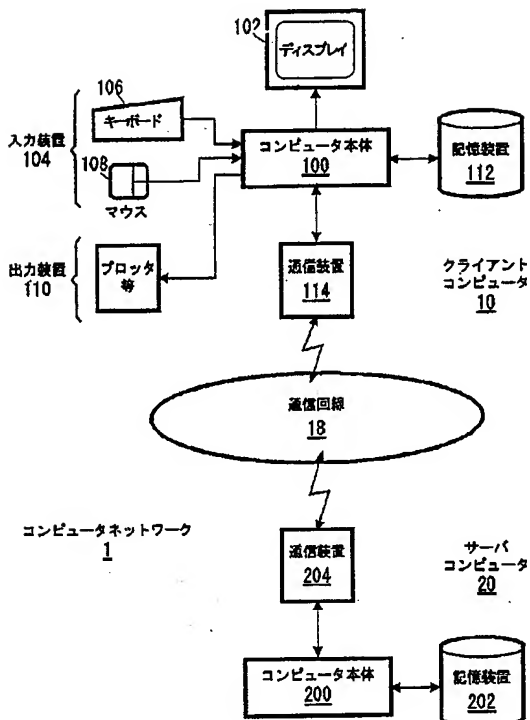 102
ディスプレイ
106
キーボード
入力装置
104
108
マウス
コンピュータ本体
100
記憶装置
112
出力装置
110
プロッタ
等
通信装置
114
クライアント
コンピュータ
10
通信回線
18
コンピュータネットワーク
1
通信装置
204
サーバ
コンピュータ
20
コンピュータ本体
200
記憶装置
202